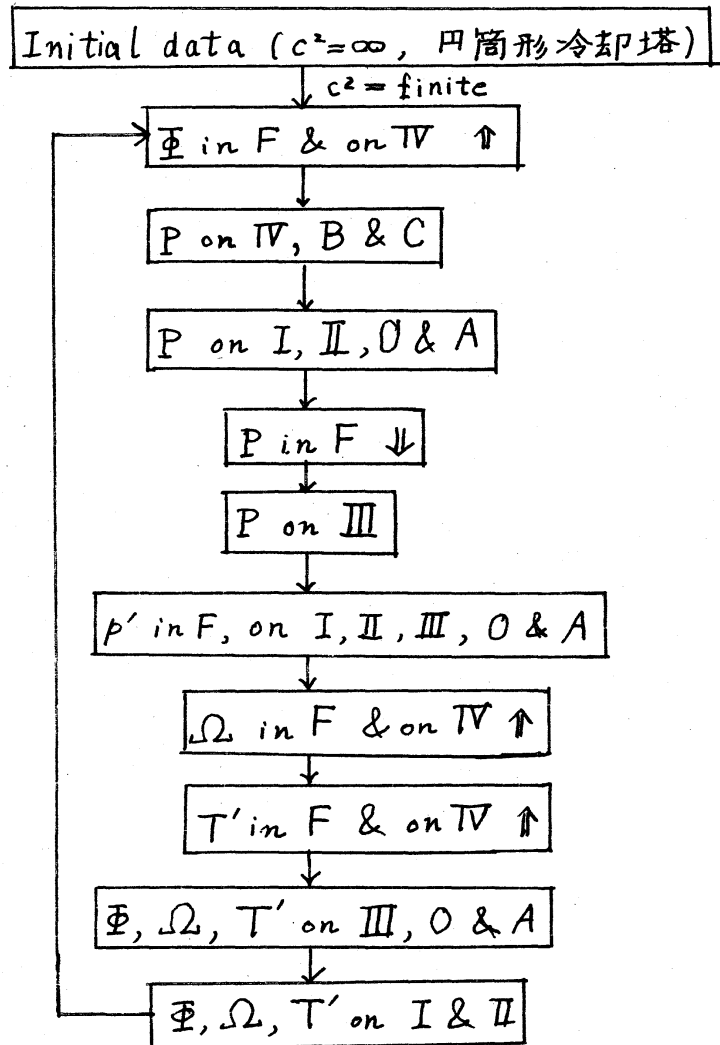 Initial data (c²=∞, 円筒形冷却塔)
c² = finite
Φ in F & on IV ⇑
P on IV, B & C
P on I, II, O & A
P in F ⇓
P on III
p′ in F, on I, II, III, O & A
Ω in F & on IV ⇑
T′ in F & on IV ⇑
Φ, Ω, T′ on III, O & A
Φ, Ω, T′ on I & II